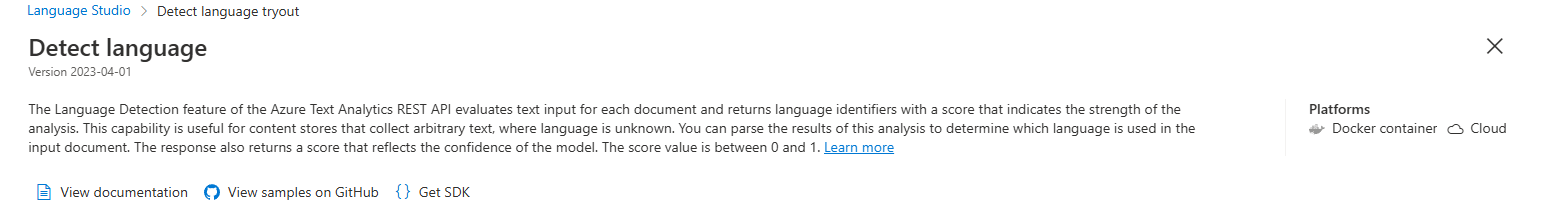 Language Studio > Detect language tryout
Detect language
Version 2023-04-01
The Language Detection feature of the Azure Text Analytics REST API evaluates text input for each document and returns language identifiers with a score that indicates the strength of the
analysis. This capability is useful for content stores that collect arbitrary text, where language is unknown. You can parse the results of this analysis to determine which language is used in the
input document. The response also returns a score that reflects the confidence of the model. The score value is between 0 and 1. Learn more
Platforms
Docker container Cloud
View documentation View samples on GitHub {} Get SDK